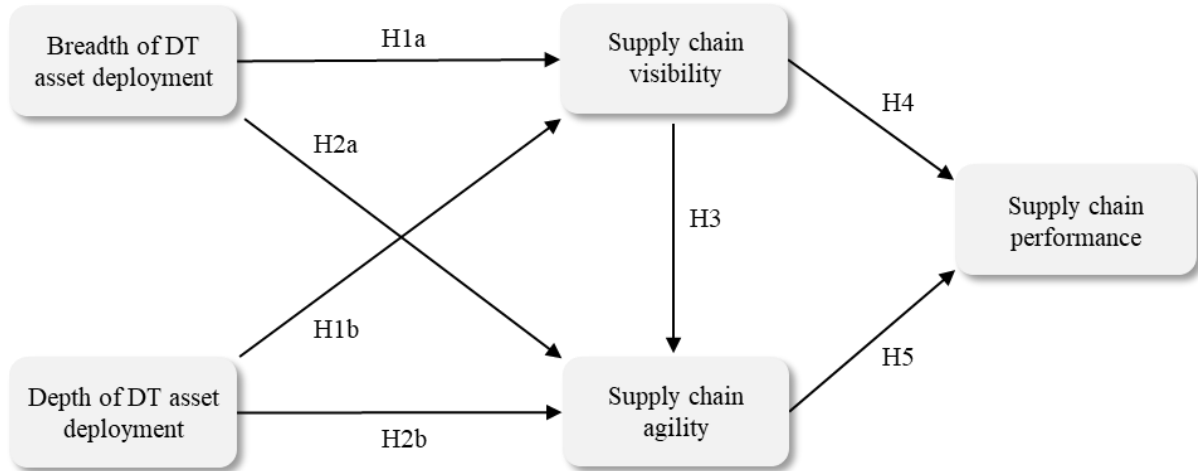 Breadth of DT
asset deployment
H1a
Supply chain
visibility
H4
H2a
H3
Supply chain
performance
H1b
H5
Depth of DT asset
deployment
H2b
Supply chain
agility